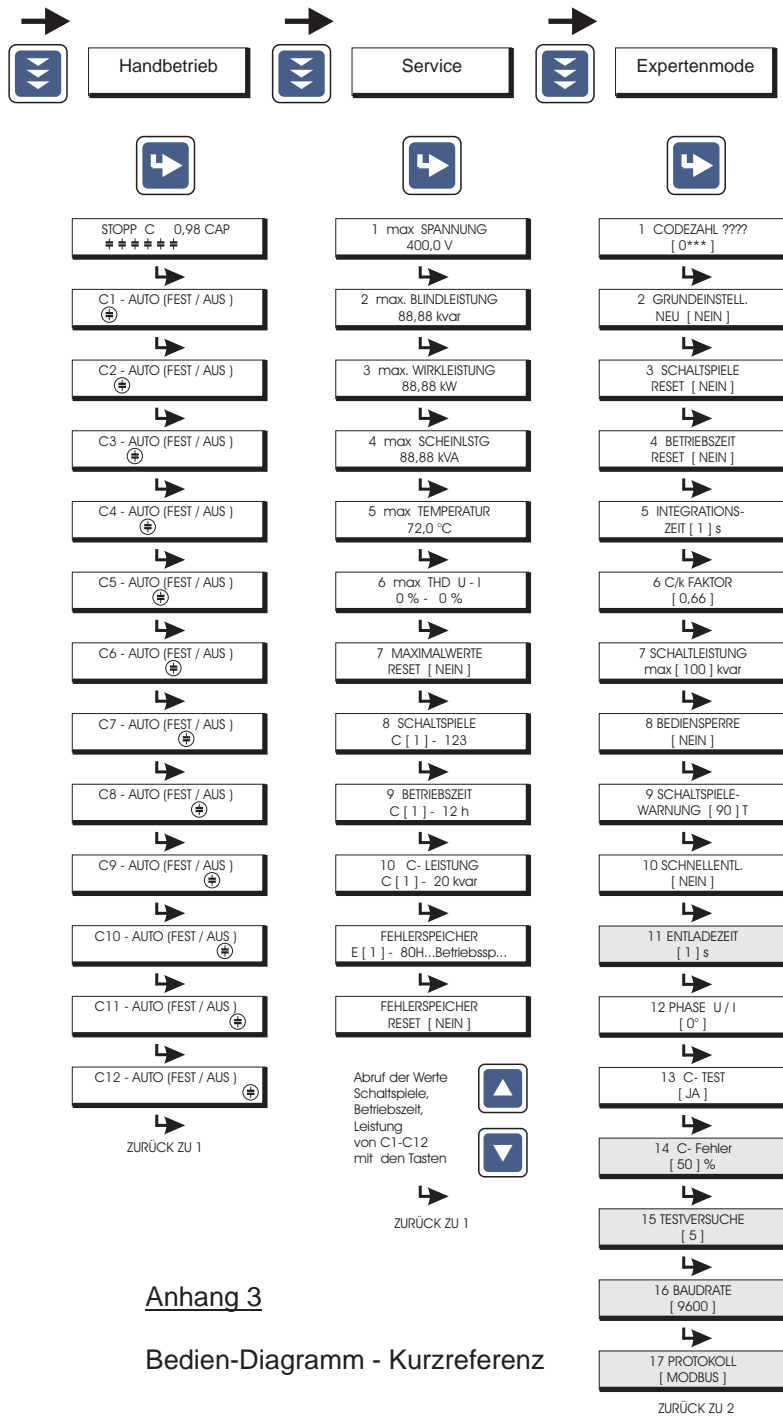 Handbetrieb
STOPP C 0,98 CAP
C1 - AUTO (FEST / AUS )
C2 - AUTO (FEST / AUS )
C3 - AUTO (FEST / AUS )
C4 - AUTO (FEST / AUS )
C5 - AUTO (FEST / AUS )
C6 - AUTO (FEST / AUS )
C7 - AUTO (FEST / AUS )
C8 - AUTO (FEST / AUS )
C9 - AUTO (FEST / AUS )
C10 - AUTO (FEST / AUS )
C11 - AUTO (FEST / AUS )
C12 - AUTO (FEST / AUS )
ZURÜCK ZU 1
Service
1 max SPANNUNG
400,0 V
2 max. BLINDLEISTUNG
88,88 kvar
3 max. WIRKLEISTUNG
88,88 kW
4 max SCHEINLSTG
88,88 kVA
5 max TEMPERATUR
72,0 °C
6 max THD U - I
0 % - 0 %
7 MAXIMALWERTE
RESET [ NEIN ]
8 SCHALTSPIELE
C [ 1 ] - 123
9 BETRIEBSZEIT
C [ 1 ] - 12 h
10 C- LEISTUNG
C [ 1 ] - 20 kvar
FEHLERSPEICHER
E [ 1 ] - 80H...Betriebssp...
FEHLERSPEICHER
RESET [ NEIN ]
Abruf der Werte
Schaltspiele,
Betriebszeit,
Leistung
von C1-C12
mit den Tasten
ZURÜCK ZU 1
Expertenmode
1 CODEZAHL ????
[ 0*** ]
2 GRUNDEINSTELL.
NEU [ NEIN ]
3 SCHALTSPIELE
RESET [ NEIN ]
4 BETRIEBSZEIT
RESET [ NEIN ]
5 INTEGRATIONS-
ZEIT [ 1 ] s
6 C/k FAKTOR
[ 0,66 ]
7 SCHALTLEISTUNG
max [ 100 ] kvar
8 BEDIENSPERRE
[ NEIN ]
9 SCHALTSPIELE-
WARNUNG [ 90 ] T
10 SCHNELLENTL.
[ NEIN ]
11 ENTLADEZEIT
[ 1 ] s
12 PHASE U / I
[ 0° ]
13 C- TEST
[ JA ]
14 C- Fehler
[ 50 ] %
15 TESTVERSUCHE
[ 5 ]
16 BAUDRATE
[ 9600 ]
17 PROTOKOLL
[ MODBUS ]
ZURÜCK ZU 2
Anhang 3
Bedien-Diagramm - Kurzreferenz